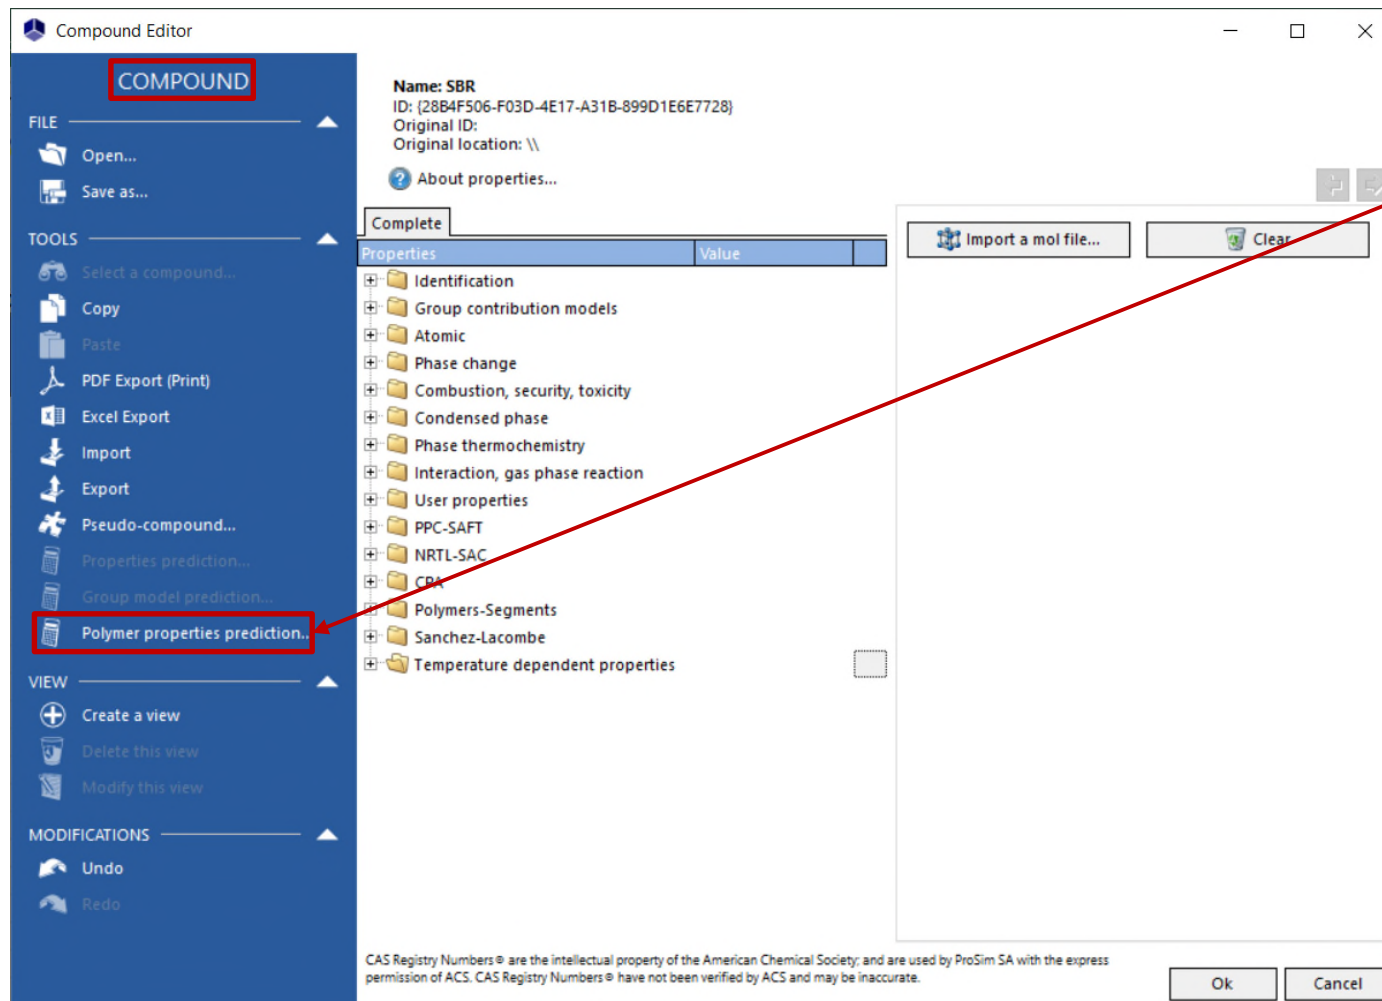 Compound Editor
COMPOUND
FILE
Open...
Save as...
TOOLS
Select a compound...
Copy
Paste
PDF Export (Print)
Excel Export
Import
Export
Pseudo-compound...
Properties prediction...
Group model prediction...
Polymer properties prediction...
VIEW
Create a view
Delete this view
Modify this view
MODIFICATIONS
Undo
Redo
Name: SBR
ID: {28B4F506-F03D-4E17-A31B-899D1E6E7728}
Original ID:
Original location: \\
About properties...
Complete
Properties Value
Identification
Group contribution models
Atomic
Phase change
Combustion, security, toxicity
Condensed phase
Phase thermochemistry
Interaction, gas phase reaction
User properties
PPC-SAFT
NRTL-SAC
CPA
Polymers-Segments
Sanchez-Lacombe
Temperature dependent properties
Import a mol file...
Clear
CAS Registry Numbers® are the intellectual property of the American Chemical Society; and are used by ProSim SA with the express
permission of ACS. CAS Registry Numbers® have not been verified by ACS and may be inaccurate.
Ok
Cancel